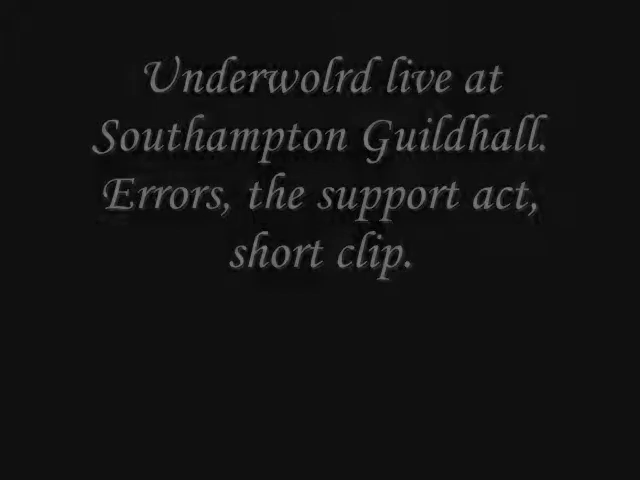 Underwolrd live at
Southampton Guildhall.
Errors, the support act,
short clip.